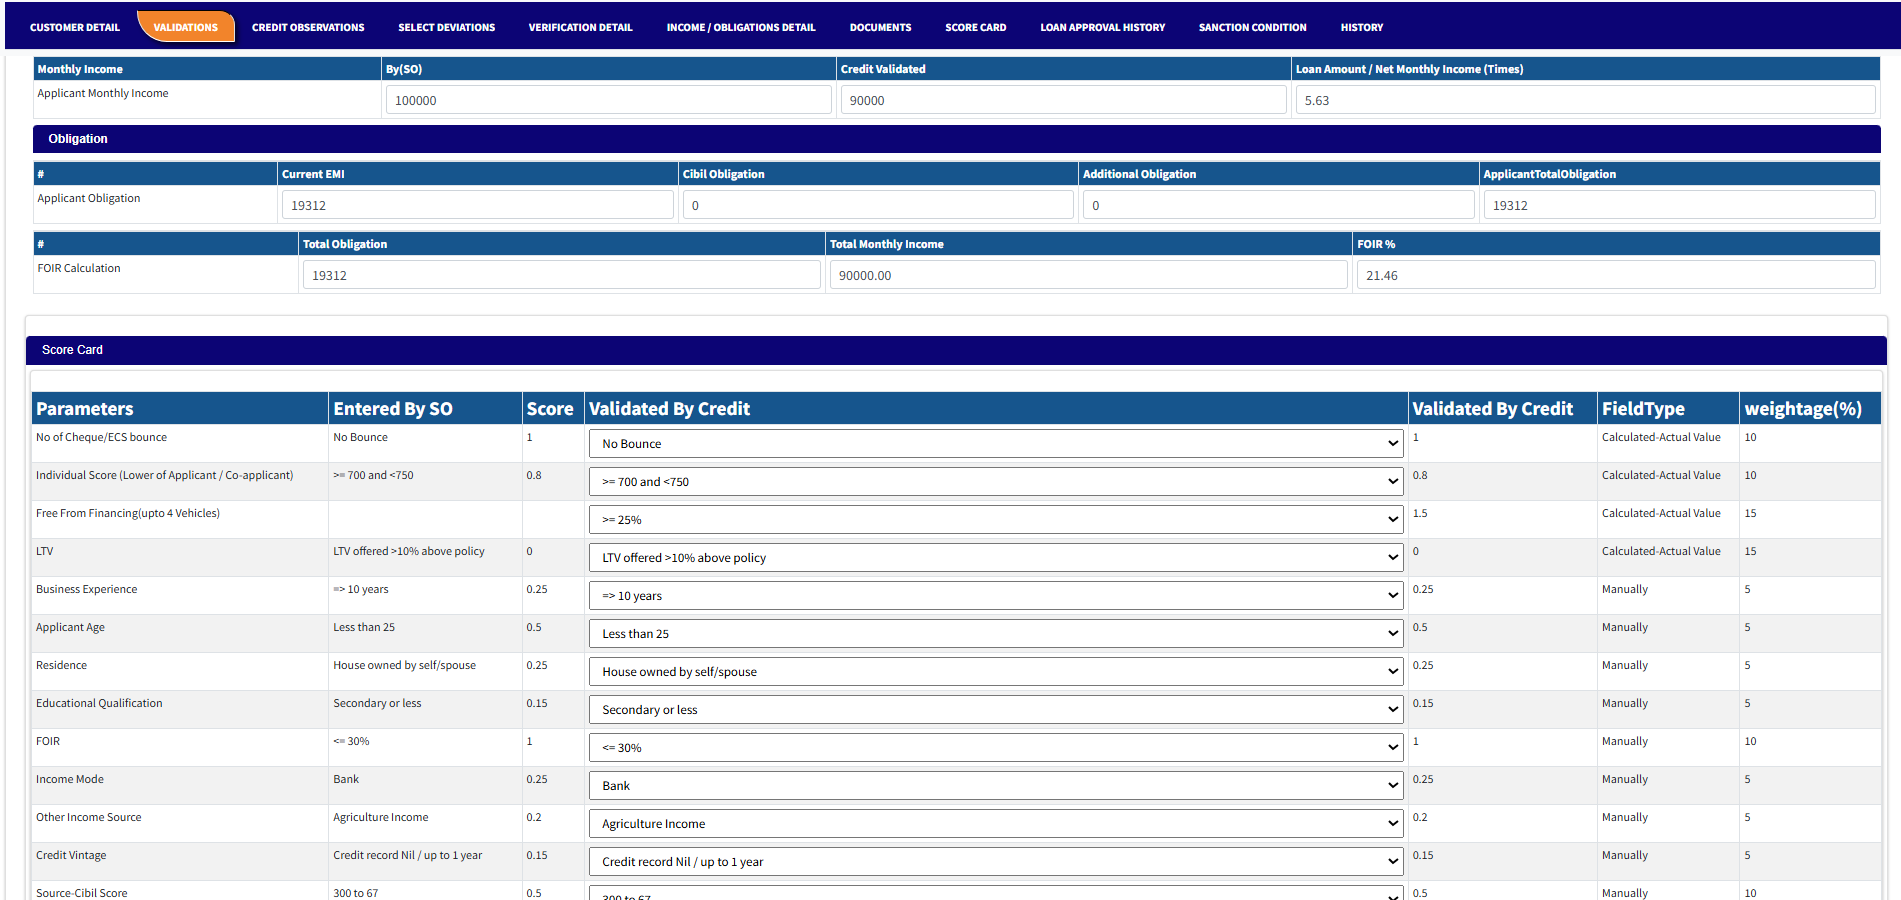 CUSTOMER DETAIL VALIDATIONS CREDIT OBSERVATIONS SELECT DEVIATIONS VERIFICATION DETAIL INCOME / OBLIGATIONS DETAIL DOCUMENTS SCORE CARD LOAN APPROVAL HISTORY SANCTION CONDITION HISTORY
Monthly Income By(SO) Credit Validated Loan Amount / Net Monthly Income (Times)
Applicant Monthly Income 100000 90000 5.63
Obligation
# Current EMI Cibil Obligation Additional Obligation ApplicantTotalObligation
Applicant Obligation 19312 0 0 19312
# Total Obligation Total Monthly Income FOIR %
FOIR Calculation 19312 90000.00 21.46
Score Card
Parameters Entered By SO Score Validated By Credit Validated By Credit FieldType weightage(%)
No of Cheque/ECS bounce No Bounce 1 No Bounce 1 Calculated-Actual Value 10
Individual Score (Lower of Applicant / Co-applicant) >= 700 and <750 0.8 >= 700 and <750 0.8 Calculated-Actual Value 10
Free From Financing(upto 4 Vehicles) >= 25% 1.5 Calculated-Actual Value 15
LTV LTV offered >10% above policy 0 LTV offered >10% above policy 0 Calculated-Actual Value 15
Business Experience => 10 years 0.25 => 10 years 0.25 Manually 5
Applicant Age Less than 25 0.5 Less than 25 0.5 Manually 5
Residence House owned by self/spouse 0.25 House owned by self/spouse 0.25 Manually 5
Educational Qualification Secondary or less 0.15 Secondary or less 0.15 Manually 5
FOIR <= 30% 1 <= 30% 1 Manually 10
Income Mode Bank 0.25 Bank 0.25 Manually 5
Other Income Source Agriculture Income 0.2 Agriculture Income 0.2 Manually 5
Credit Vintage Credit record Nil / up to 1 year 0.15 Credit record Nil / up to 1 year 0.15 Manually 5
Source-Cibil Score 300 to 67 0.5 300 to 67 0.5 Manually 10